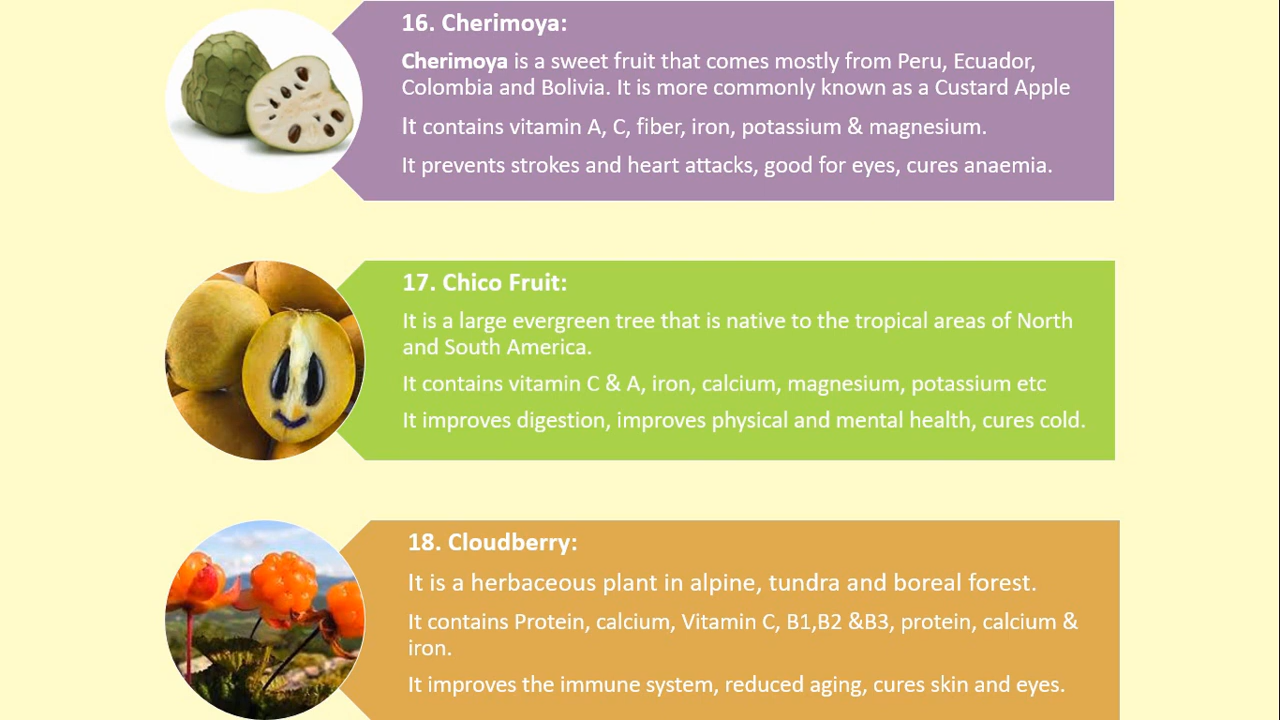 16. Cherimoya:
Cherimoya is a sweet fruit that comes mostly from Peru, Ecuador,
Colombia and Bolivia. It is more commonly known as a Custard Apple
It contains vitamin A, C, fiber, iron, potassium & magnesium.
It prevents strokes and heart attacks, good for eyes, cures anaemia.
17. Chico Fruit:
It is a large evergreen tree that is native to the tropical areas of North
and South America.
It contains vitamin C & A, iron, calcium, magnesium, potassium etc
It improves digestion, improves physical and mental health, cures cold.
18. Cloudberry:
It is a herbaceous plant in alpine, tundra and boreal forest.
It contains Protein, calcium, Vitamin C, B1,B2 &B3, protein, calcium &
iron.
It improves the immune system, reduced aging, cures skin and eyes.